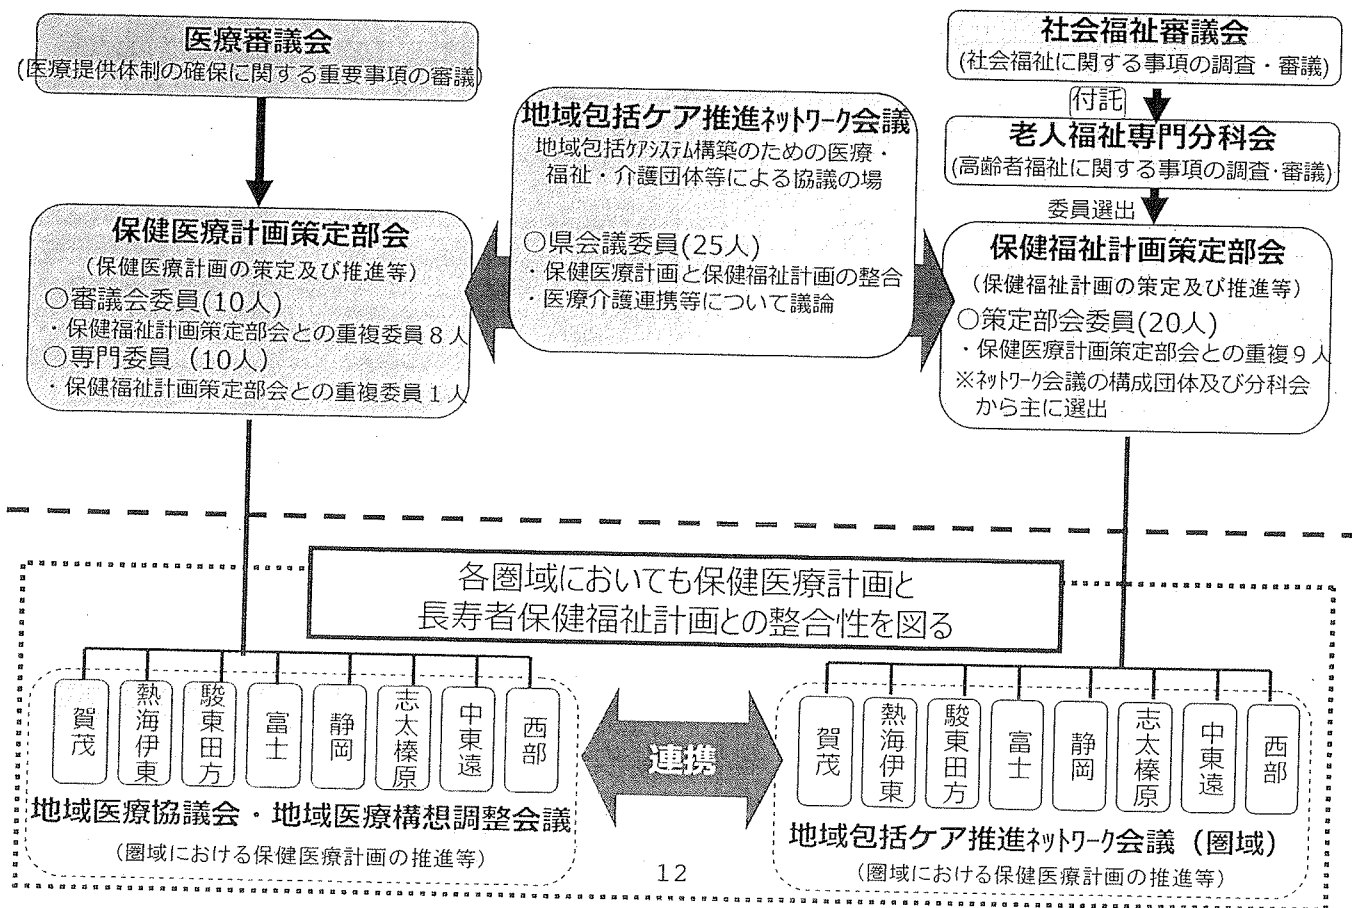 医療審議会
(医療提供体制の確保に関する重要事項の審議)
保健医療計画策定部会
(保健医療計画の策定及び推進等)
○審議会委員(10人)
・保健福祉計画策定部会との重複委員8人
○専門委員(10人)
・保健福祉計画策定部会との重複委員1人
地域包括ケア推進ネットワーク会議
地域包括ケアシステム構築のための医療・
福祉・介護団体等による協議の場
○県会議委員(25人)
・保健医療計画と保健福祉計画の整合
・医療介護連携等について議論
社会福祉審議会
(社会福祉に関する事項の調査・審議)
付託
老人福祉専門分科会
(高齢者福祉に関する事項の調査・審議)
委員選出
保健福祉計画策定部会
(保健福祉計画の策定及び推進等)
○策定部会委員(20人)
・保健医療計画策定部会との重複9人
※ネットワーク会議の構成団体及び分科会
から主に選出
各圏域においても保健医療計画と
長寿者保健福祉計画との整合性を図る
賀茂
熱海伊東
駿東田方
富士
静岡
志太榛原
中東遠
西部
地域医療協議会・地域医療構想調整会議
(圏域における保健医療計画の推進等)
連携
賀茂
熱海伊東
駿東田方
富士
静岡
志太榛原
中東遠
西部
地域包括ケア推進ネットワーク会議(圏域)
(圏域における保健医療計画の推進等)
12